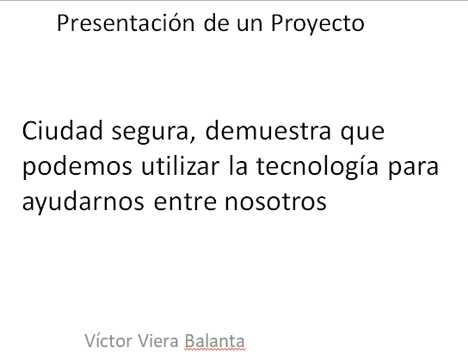 Presentación de un Proyecto
Ciudad segura, demuestra que
podemos utilizar la tecnología para
ayudarnos entre nosotros
Víctor Viera Balanta